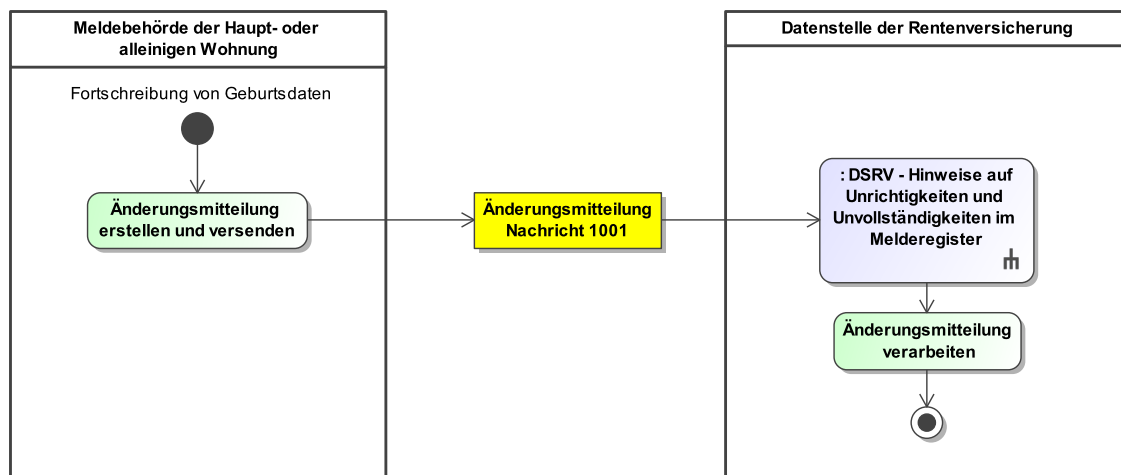 Meldebehörde der Haupt- oder
alleinigen Wohnung
Fortschreibung von Geburtsdaten
Änderungsmitteilung
erstellen und versenden
Änderungsmitteilung
Nachricht 1001
Datenstelle der Rentenversicherung
: DSRV - Hinweise auf
Unrichtigkeiten und
Unvollständigkeiten im
Melderegister
Änderungsmitteilung
verarbeiten